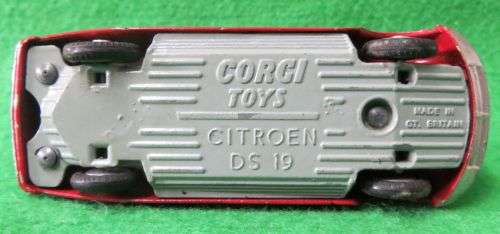 CORGI
TOYS
CITROEN
DS 19
MADE IN
GT. BRITAIN